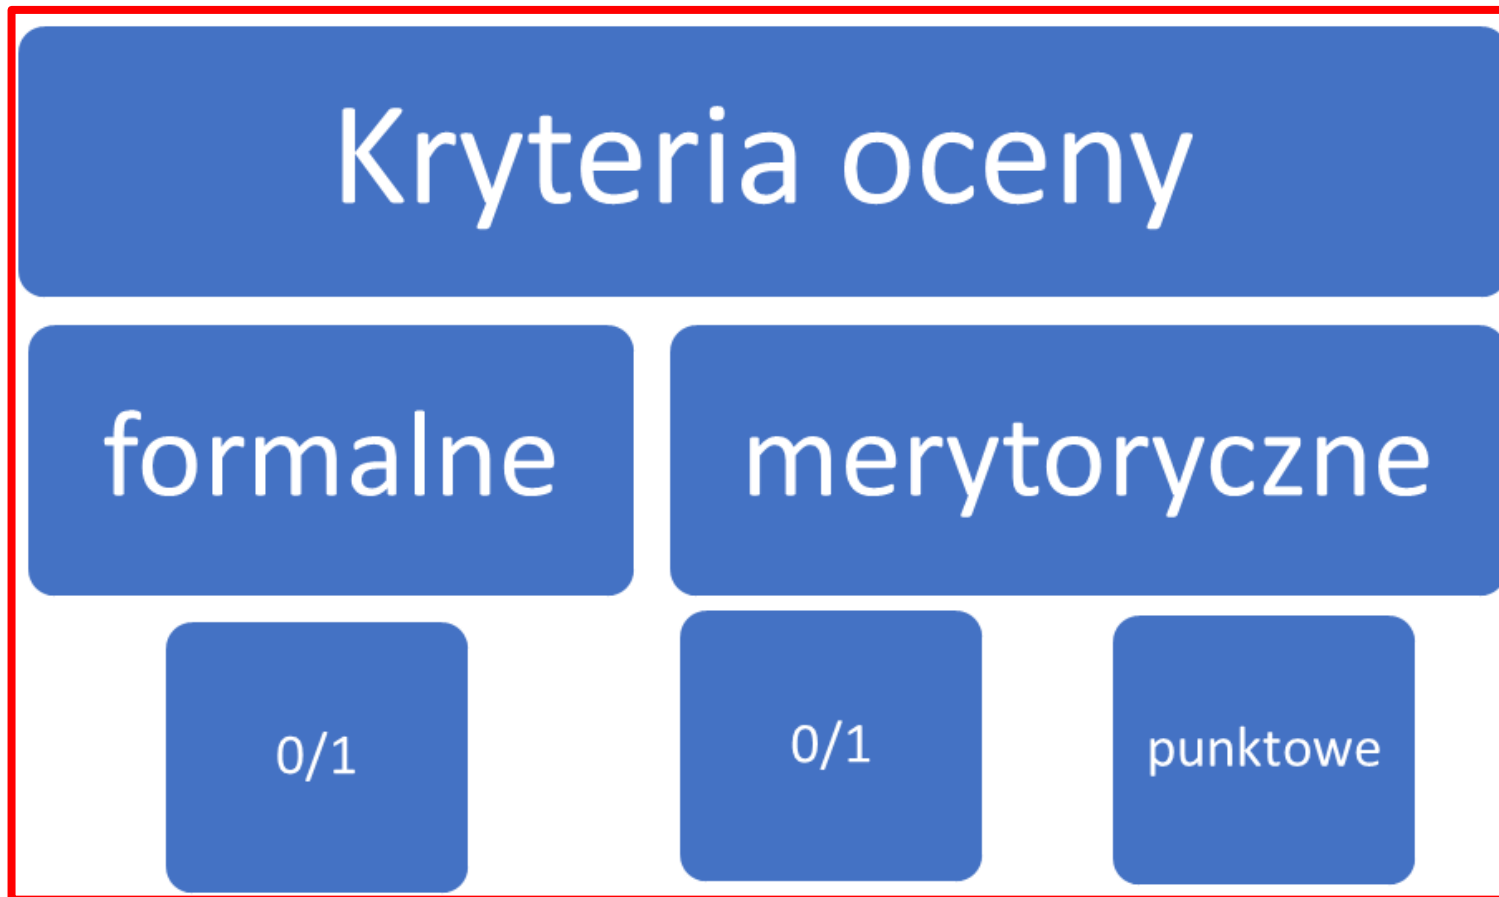 Kryteria oceny
formalne
merytoryczne
0/1
0/1
punktowe